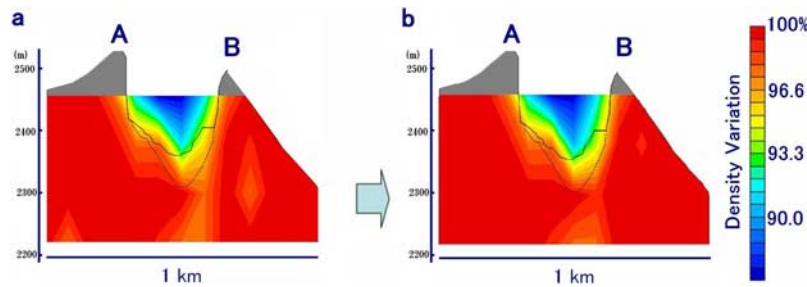 a
b
A
B
A
B
100%
(m)
2500
2400
2300
2200
(m)
2500
2400
2300
2200
96.6
93.3
90.0
Density Variation
1 km
1 km